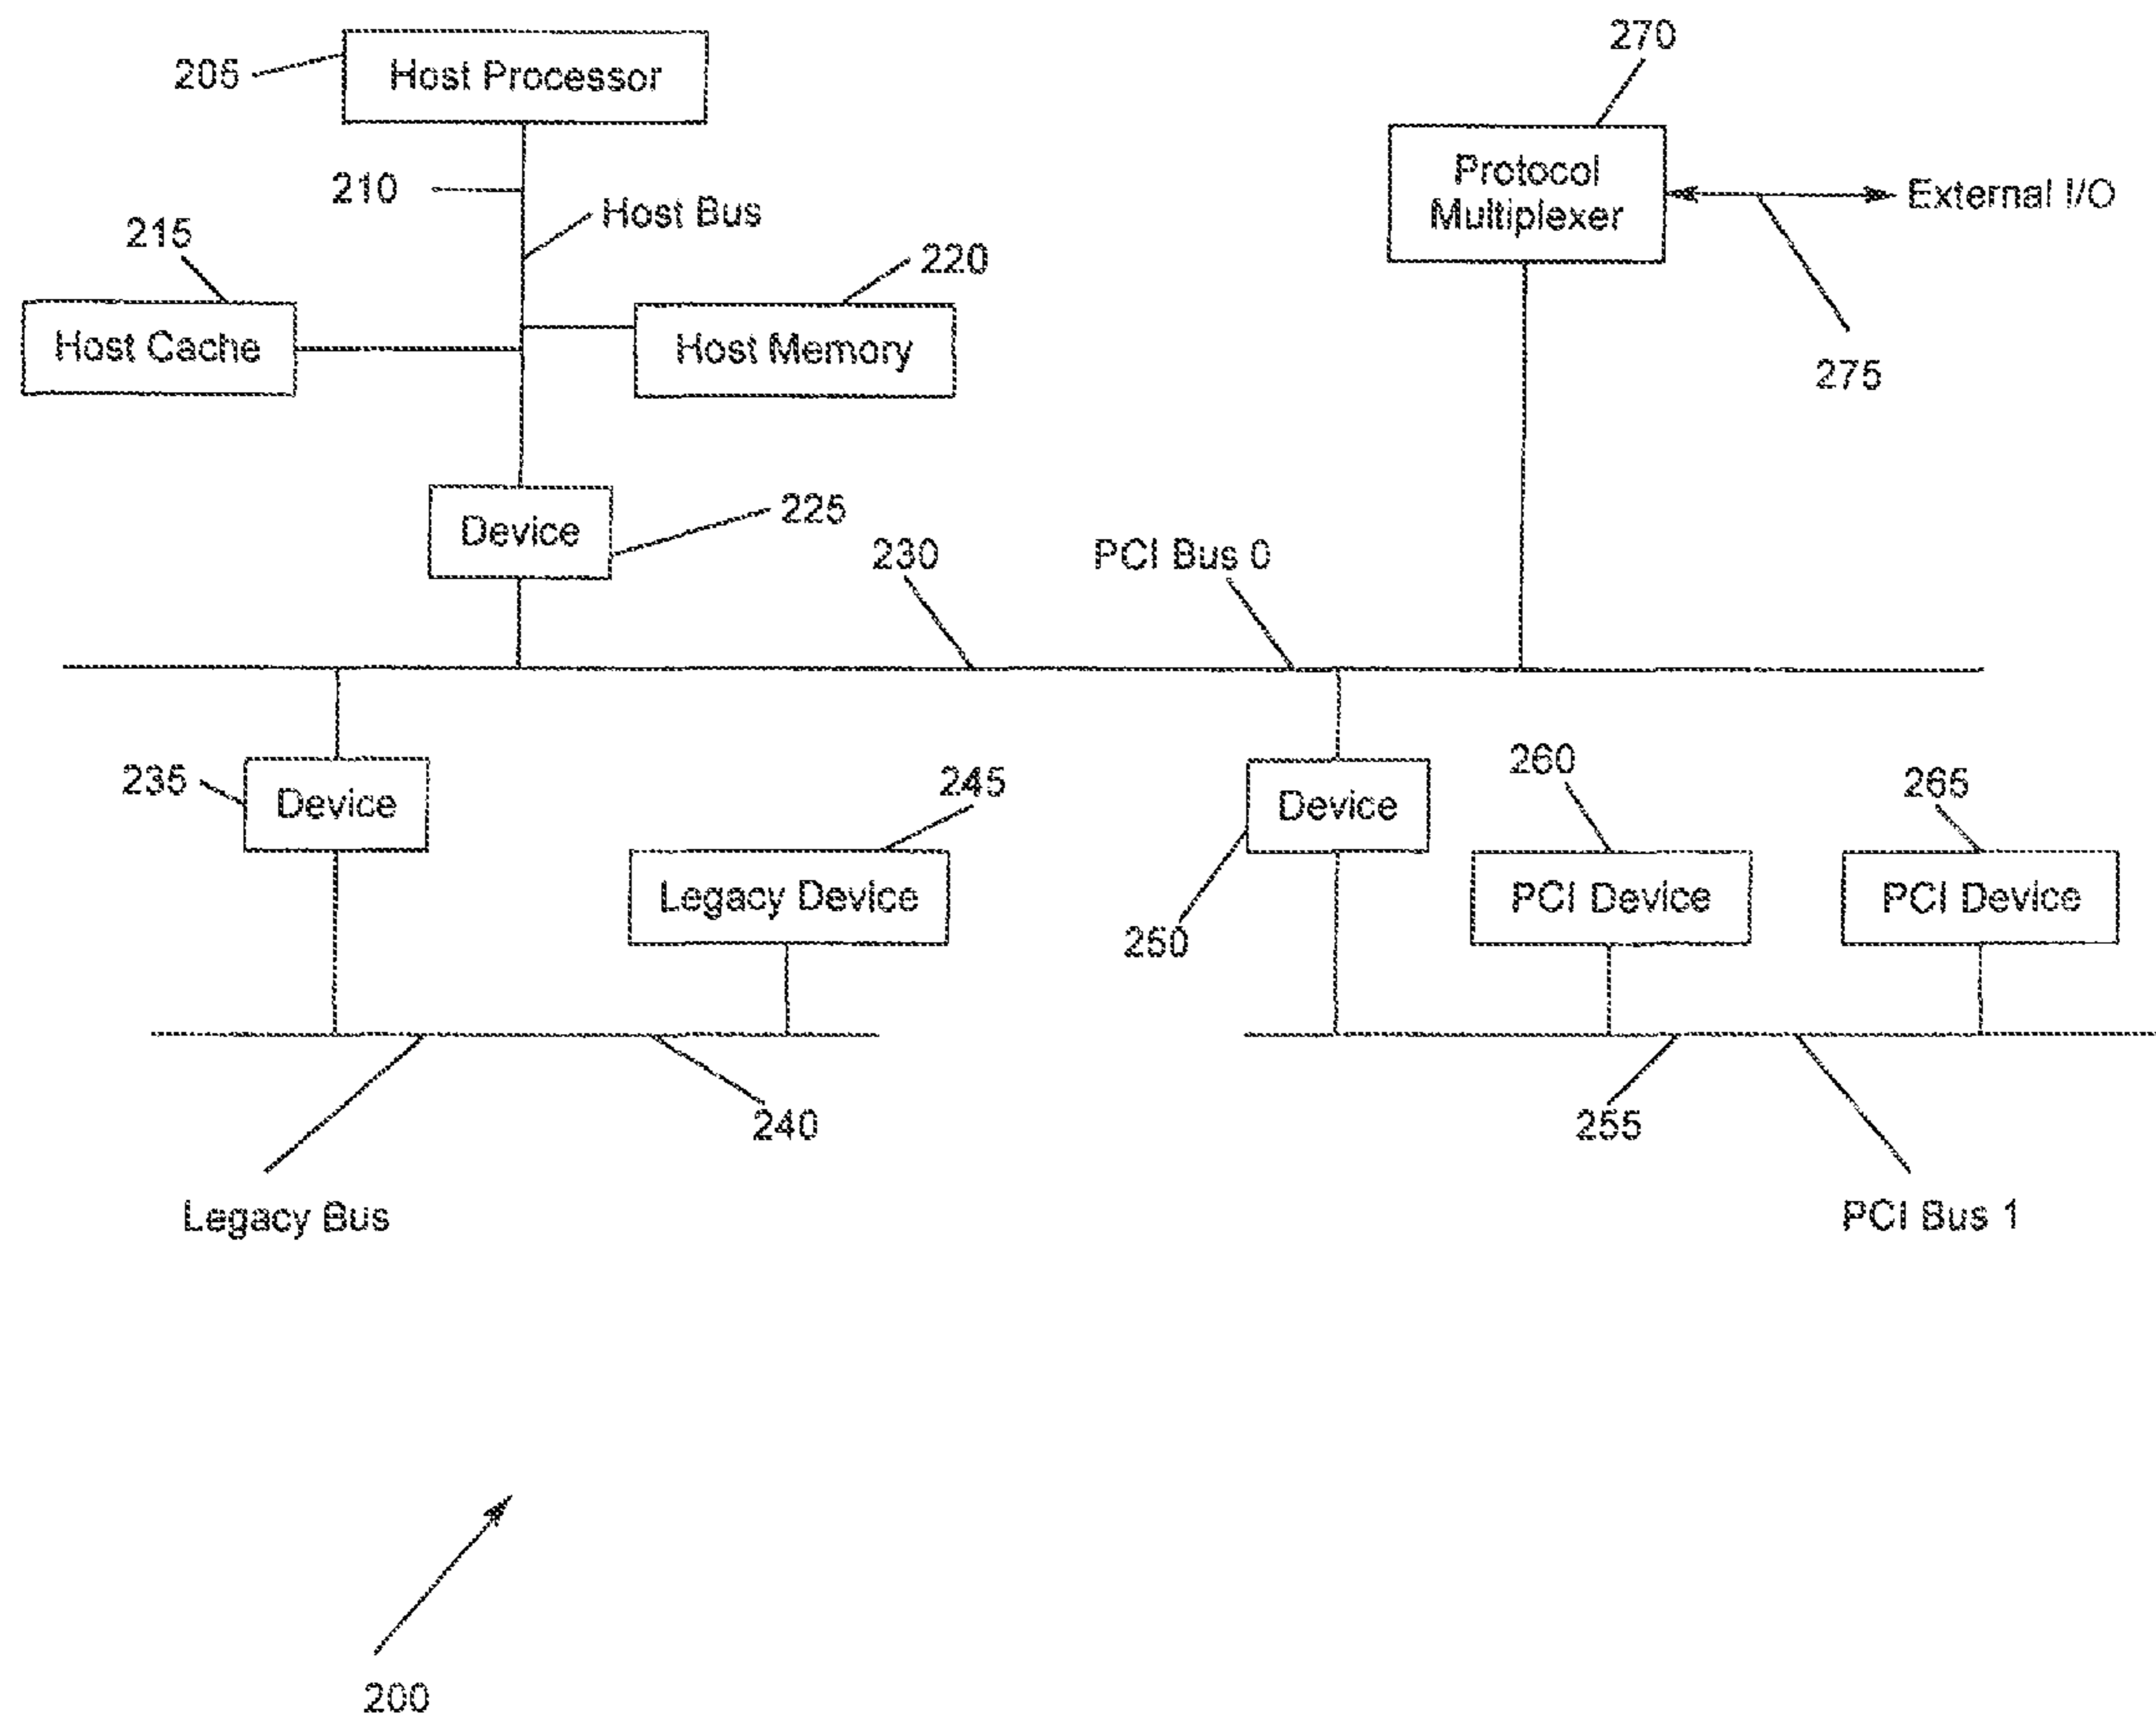 270
205
Host Processor
Protocol
Multiplexer
External I/O
210
Host Bus
215
220
Host Cache
Host Memory
275
Device
225
230
PCI Bus 0
235
Device
245
Legacy Device
Device
260
265
250
PCI Device
PCI Device
240
255
Legacy Bus
PCI Bus 1
200